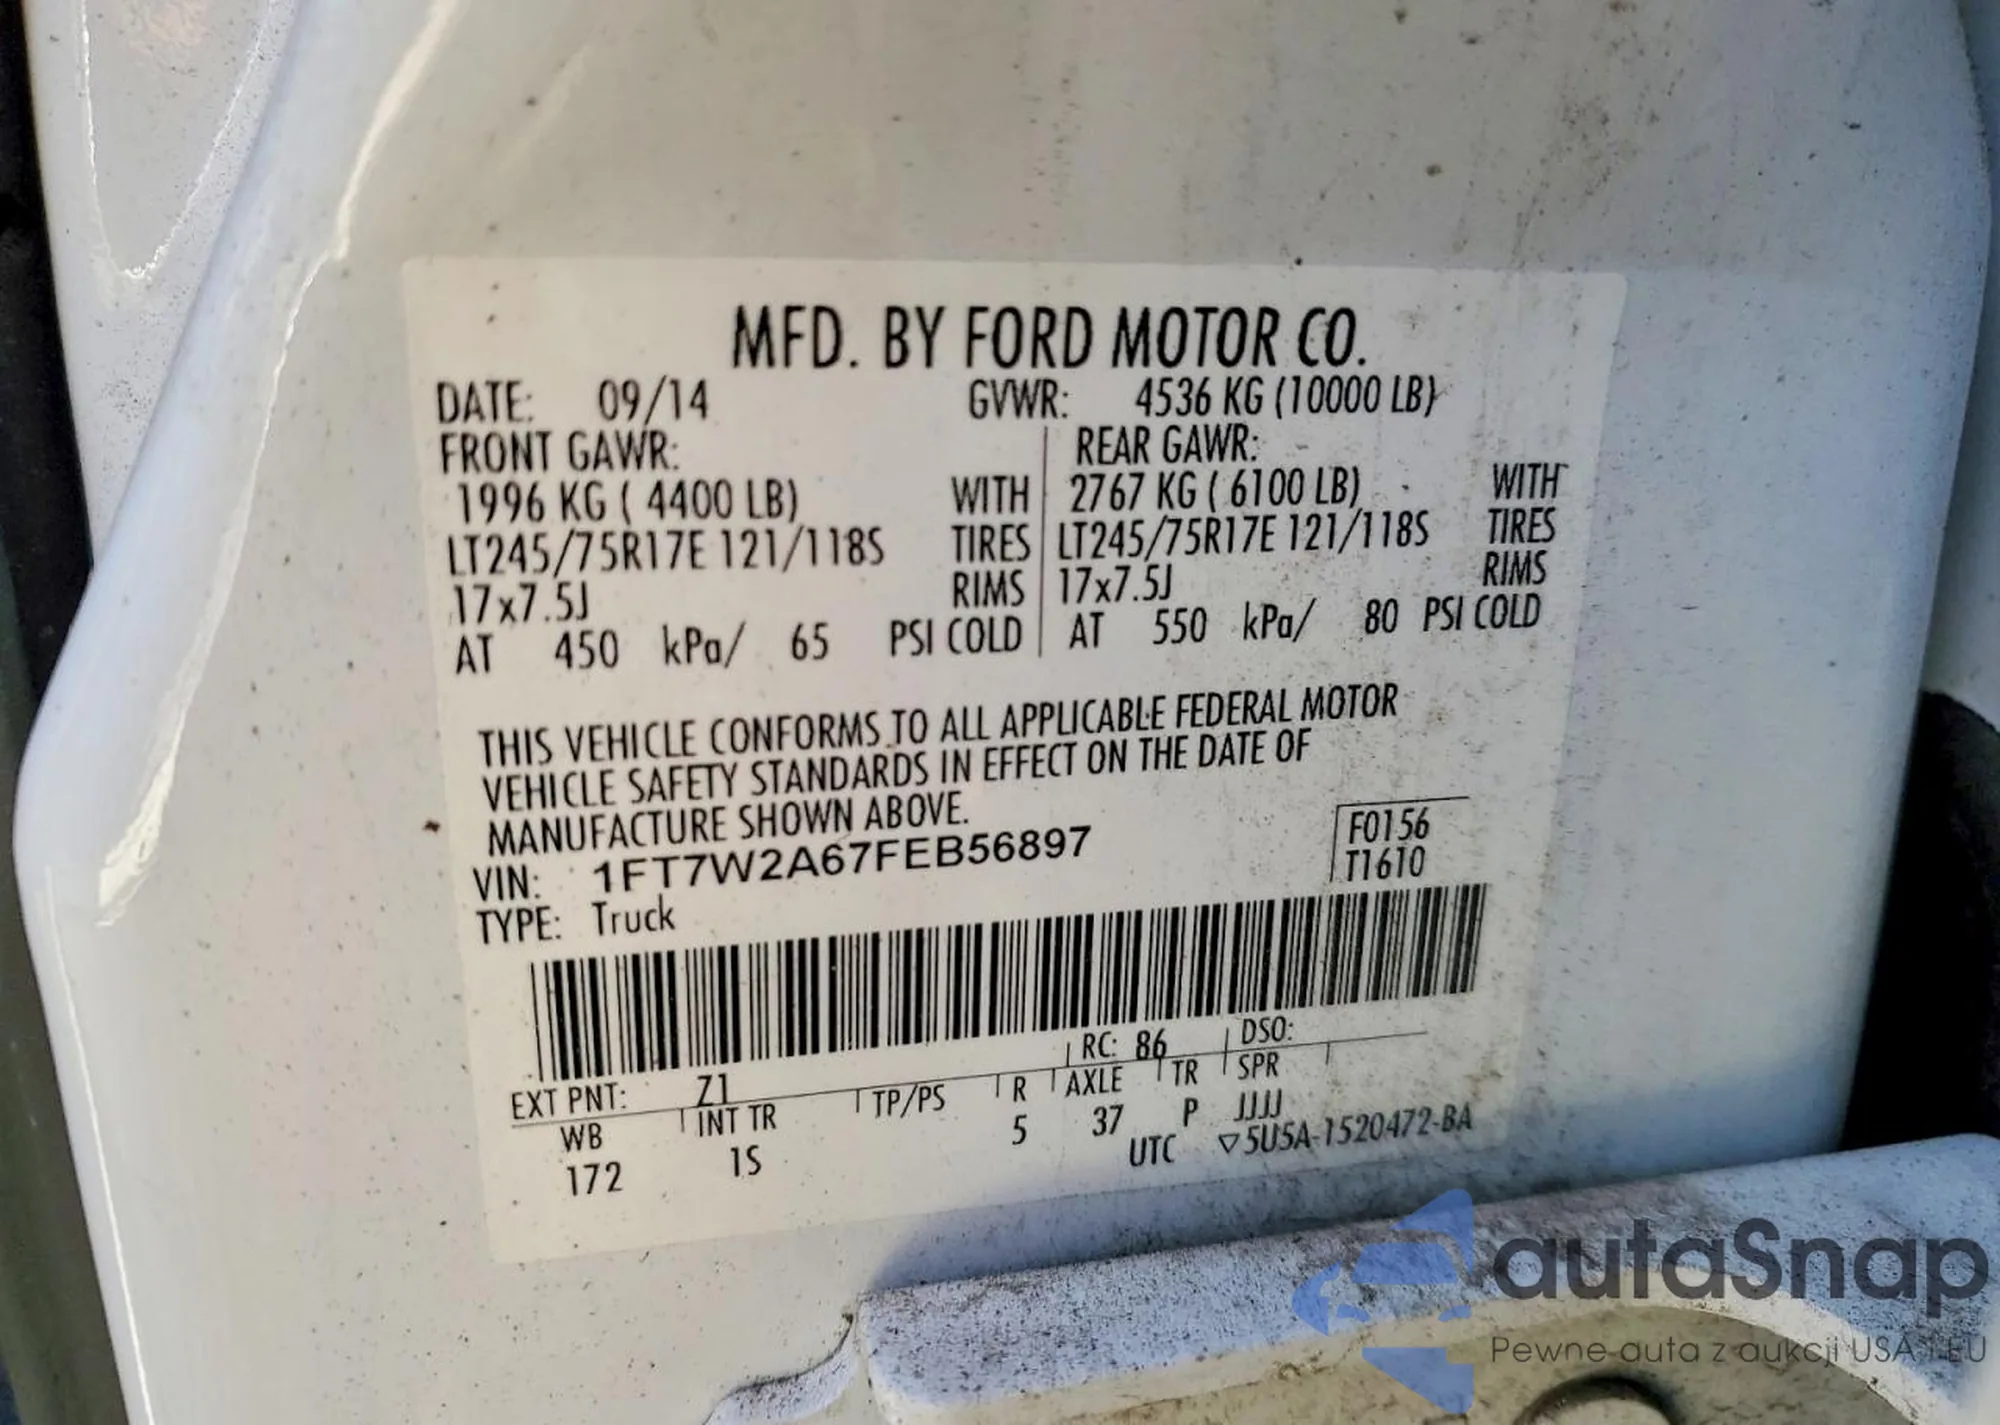 MFD. BY FORD MOTOR CO.
DATE: 09/14 GVWR: 4536 KG (10000 LB)
FRONT GAWR: REAR GAWR:
1996 KG ( 4400 LB) WITH 2767 KG ( 6100 LB) WITH
LT245/75R17E 121/118S TIRES LT245/75R17E 121/118S TIRES
17x7.5J RIMS 17x7.5J RIMS
AT 450 kPa/ 65 PSI COLD AT 550 kPa/ 80 PSI COLD
THIS VEHICLE CONFORMS TO ALL APPLICABLE FEDERAL MOTOR
VEHICLE SAFETY STANDARDS IN EFFECT ON THE DATE OF
MANUFACTURE SHOWN ABOVE.
VIN: 1FT7W2A67FEB56897 F0156
TYPE: Truck T1610
EXT PNT: Z1 RC: 86 DSO:
WB INT TR TP/PS R AXLE TR SPR
172 1S 5 37 P JJJJ
UTC ▽5U5A-1520472-BA
autaSnap
Pewne auta z aukcji USA i EU